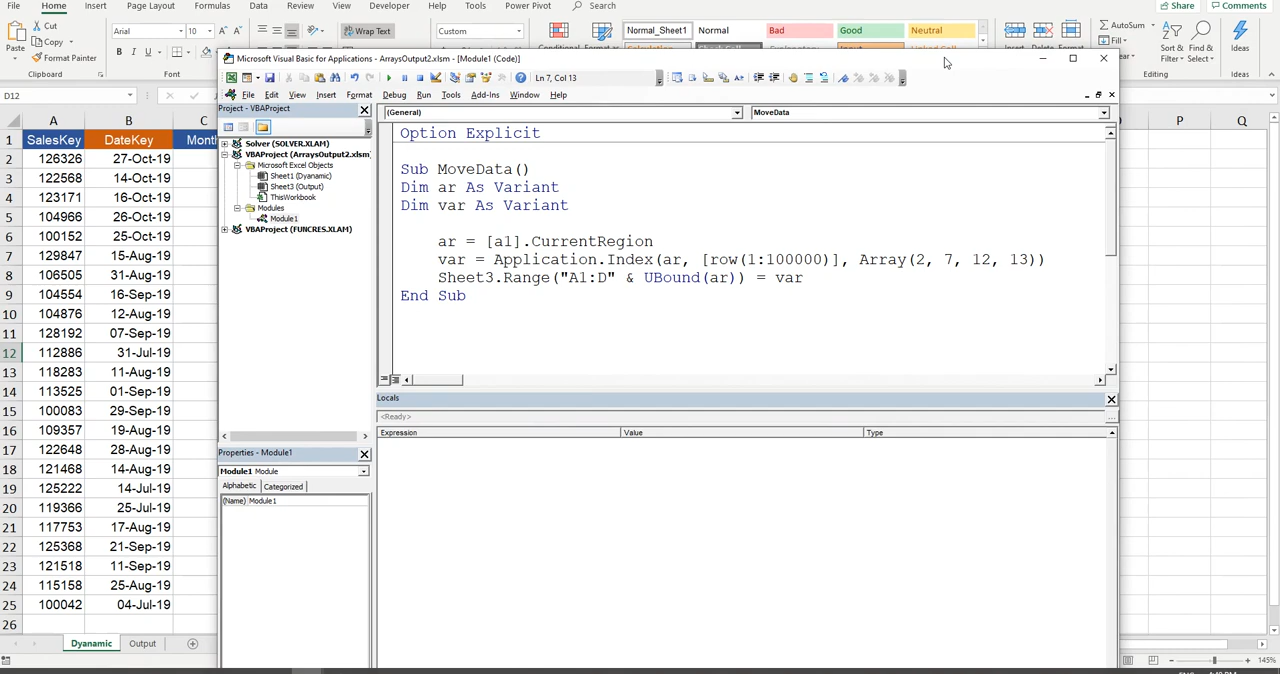 File Home Insert Page Layout Formulas Data Review View Developer Help Tools Power Pivot Search Share Comments
Cut
Copy
Format Painter
Paste
Clipboard
Arial 10
B I U
Font
Wrap Text
Custom
Conditional
Normal_Sheet1 Normal Bad Good Neutral
Insert
AutoSum
Fill
Sort & Find &
Filter Select
Editing
Ideas
Ideas
D12
Microsoft Visual Basic for Applications - ArraysOutput2.xlsm - [Module1 (Code)]
Ln 7, Col 13
File Edit View Insert Format Debug Run Tools Add-Ins Window Help
Project - VBAProject
Solver (SOLVER.XLAM)
VBAProject (ArraysOutput2.xlsm)
Microsoft Excel Objects
Sheet1 (Dyanamic)
Sheet3 (Output)
ThisWorkbook
Modules
Module1
VBAProject (FUNCRES.XLAM)
Properties - Module1
Module1 Module
Alphabetic Categorized
(Name) Module1
(General) MoveData
Option Explicit
Sub MoveData()
Dim ar As Variant
Dim var As Variant
ar = [a1].CurrentRegion
var = Application.Index(ar, [row(1:100000)], Array(2, 7, 12, 13))
Sheet3.Range("A1:D" & UBound(ar)) = var
End Sub
Locals
<Ready>
Expression Value Type
A B C P Q
1 SalesKey DateKey Mont
2 126326 27-Oct-19
3 122568 14-Oct-19
4 123171 16-Oct-19
5 104966 26-Oct-19
6 100152 25-Oct-19
7 129847 15-Aug-19
8 106505 31-Aug-19
9 104554 16-Sep-19
10 104876 12-Aug-19
11 128192 07-Sep-19
12 112886 31-Jul-19
13 118283 11-Aug-19
14 113525 01-Sep-19
15 100083 29-Sep-19
16 109357 19-Aug-19
17 122648 28-Aug-19
18 121468 14-Aug-19
19 125222 14-Jul-19
20 119366 25-Jul-19
21 117753 17-Aug-19
22 125368 21-Sep-19
23 121518 11-Sep-19
24 115158 25-Aug-19
25 100042 04-Jul-19
26
Dyanamic Output
145%